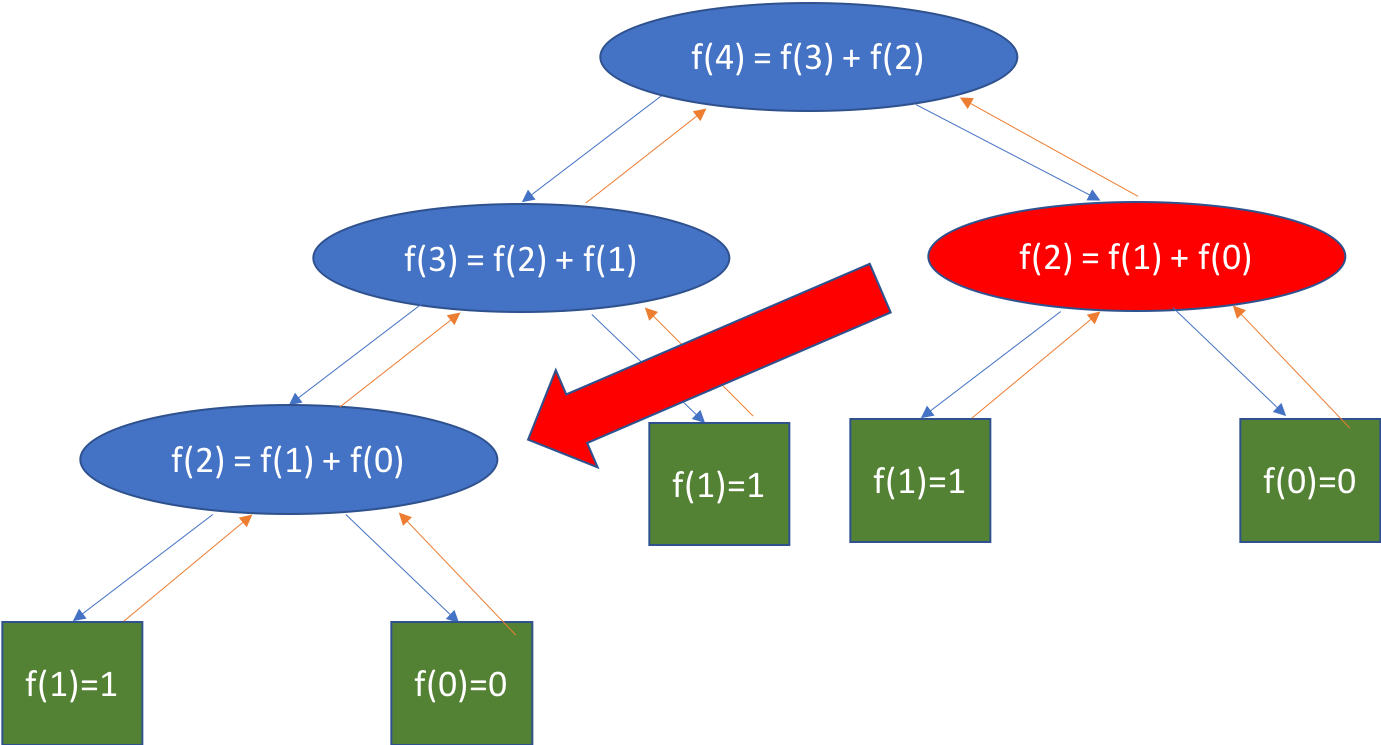 f(4) = f(3) + f(2)
f(3) = f(2) + f(1)
f(2) = f(1) + f(0)
f(2) = f(1) + f(0)
f(1)=1
f(1)=1
f(0)=0
f(1)=1
f(0)=0